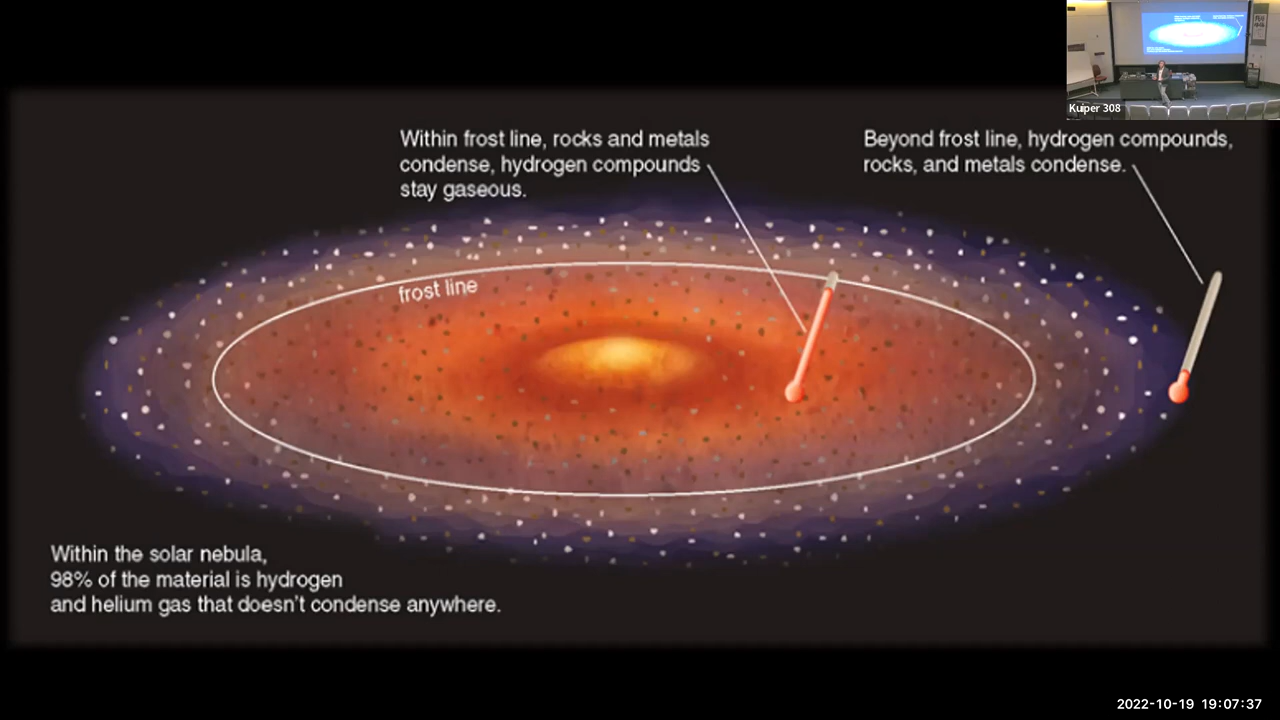 Kuiper 308
Within frost line, rocks and metals
condense, hydrogen compounds
stay gaseous.
Beyond frost line, hydrogen compounds,
rocks, and metals condense.
frost line
Within the solar nebula,
98% of the material is hydrogen
and helium gas that doesn't condense anywhere.
2022-10-19 19:07:37